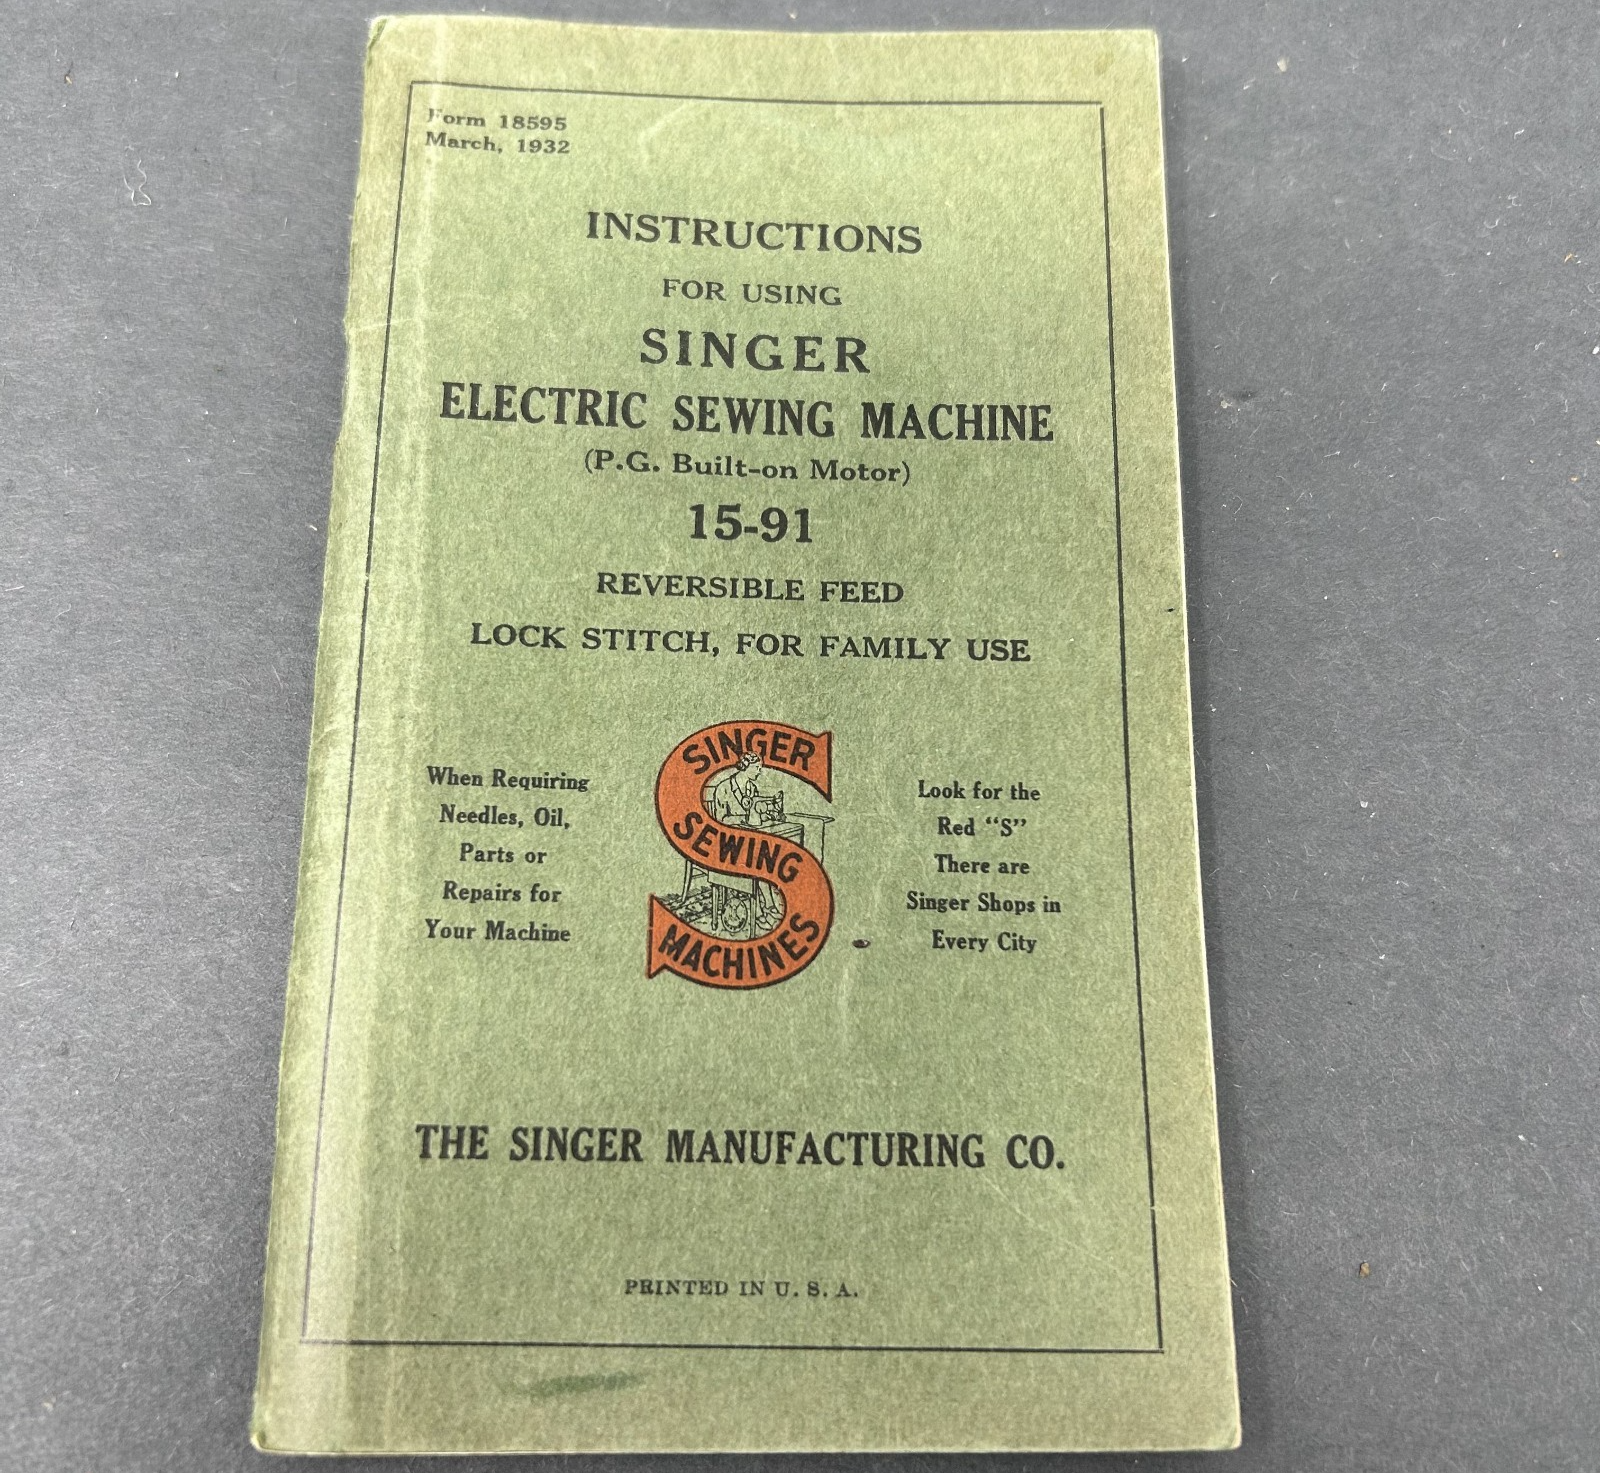 Form 18595
March, 1932
INSTRUCTIONS
FOR USING
SINGER
ELECTRIC SEWING MACHINE
(P.G. Built-on Motor)
15-91
REVERSIBLE FEED
LOCK STITCH, FOR FAMILY USE
When Requiring
Needles, Oil,
Parts or
Repairs for
Your Machine
SINGER
SEWING
MACHINES
Look for the
Red “S”
There are
Singer Shops in
Every City
THE SINGER MANUFACTURING CO.
PRINTED IN U. S. A.